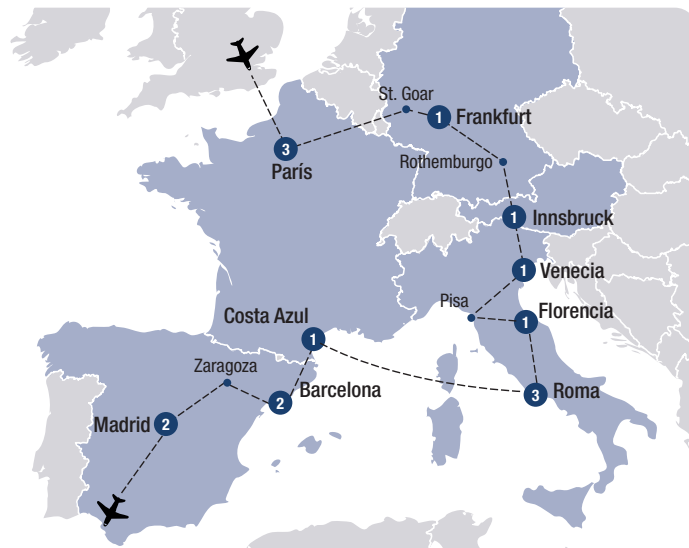 St. Goar
1
Frankfurt
3
París
Rothemburgo
1
Innsbruck
1
Venecia
Pisa
Florencia
1
Costa Azul
1
Zaragoza
Barcelona
2
Roma
3
Madrid
2